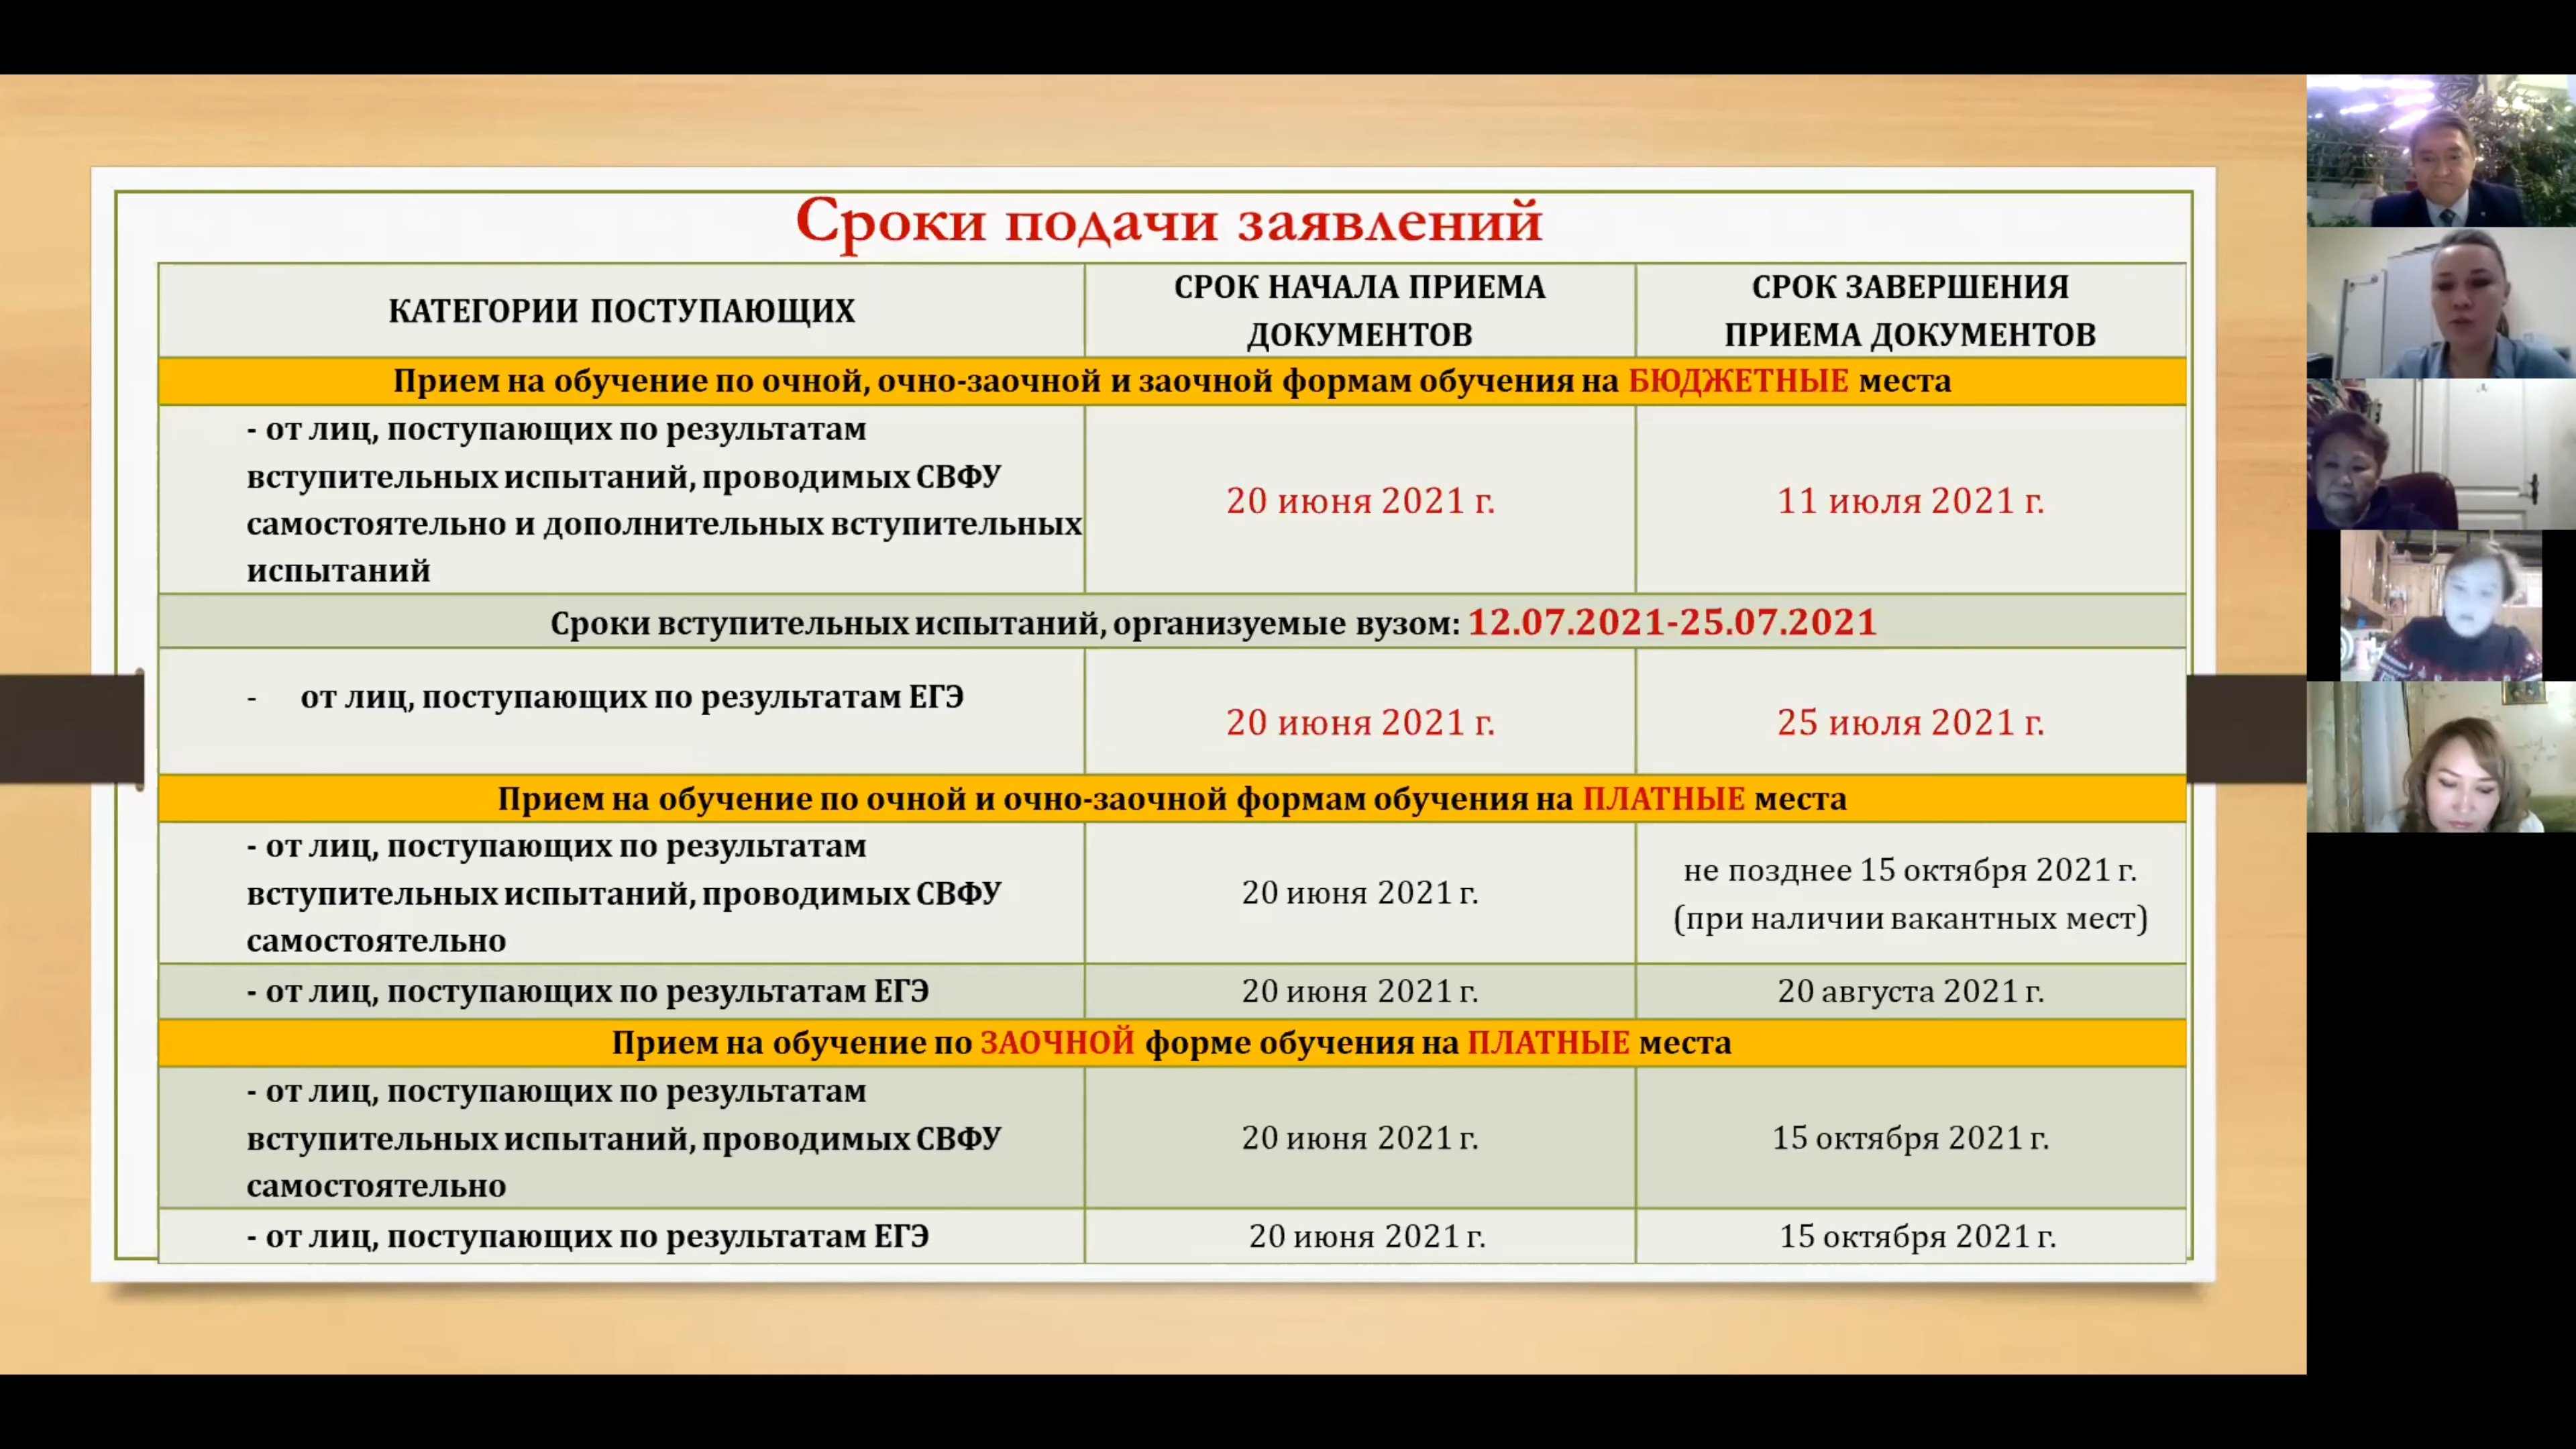 Сроки подачи заявлений
КАТЕГОРИИ ПОСТУПАЮЩИХ
СРОК НАЧАЛА ПРИЕМА
ДОКУМЕНТОВ
СРОК ЗАВЕРШЕНИЯ
ПРИЕМА ДОКУМЕНТОВ
Прием на обучение по очной, очно-заочной и заочной формам обучения на БЮДЖЕТНЫЕ места
- от лиц, поступающих по результатам
вступительных испытаний, проводимых СВФУ
самостоятельно и дополнительных вступительных
испытаний
20 июня 2021 г.
11 июля 2021 г.
Сроки вступительных испытаний, организуемые вузом: 12.07.2021-25.07.2021
- от лиц, поступающих по результатам ЕГЭ
20 июня 2021 г.
25 июля 2021 г.
Прием на обучение по очной и очно-заочной формам обучения на ПЛАТНЫЕ места
- от лиц, поступающих по результатам
вступительных испытаний, проводимых СВФУ
самостоятельно
20 июня 2021 г.
не позднее 15 октября 2021 г.
(при наличии вакантных мест)
- от лиц, поступающих по результатам ЕГЭ
20 июня 2021 г.
20 августа 2021 г.
Прием на обучение по ЗАОЧНОЙ форме обучения на ПЛАТНЫЕ места
- от лиц, поступающих по результатам
вступительных испытаний, проводимых СВФУ
самостоятельно
20 июня 2021 г.
15 октября 2021 г.
- от лиц, поступающих по результатам ЕГЭ
20 июня 2021 г.
15 октября 2021 г.